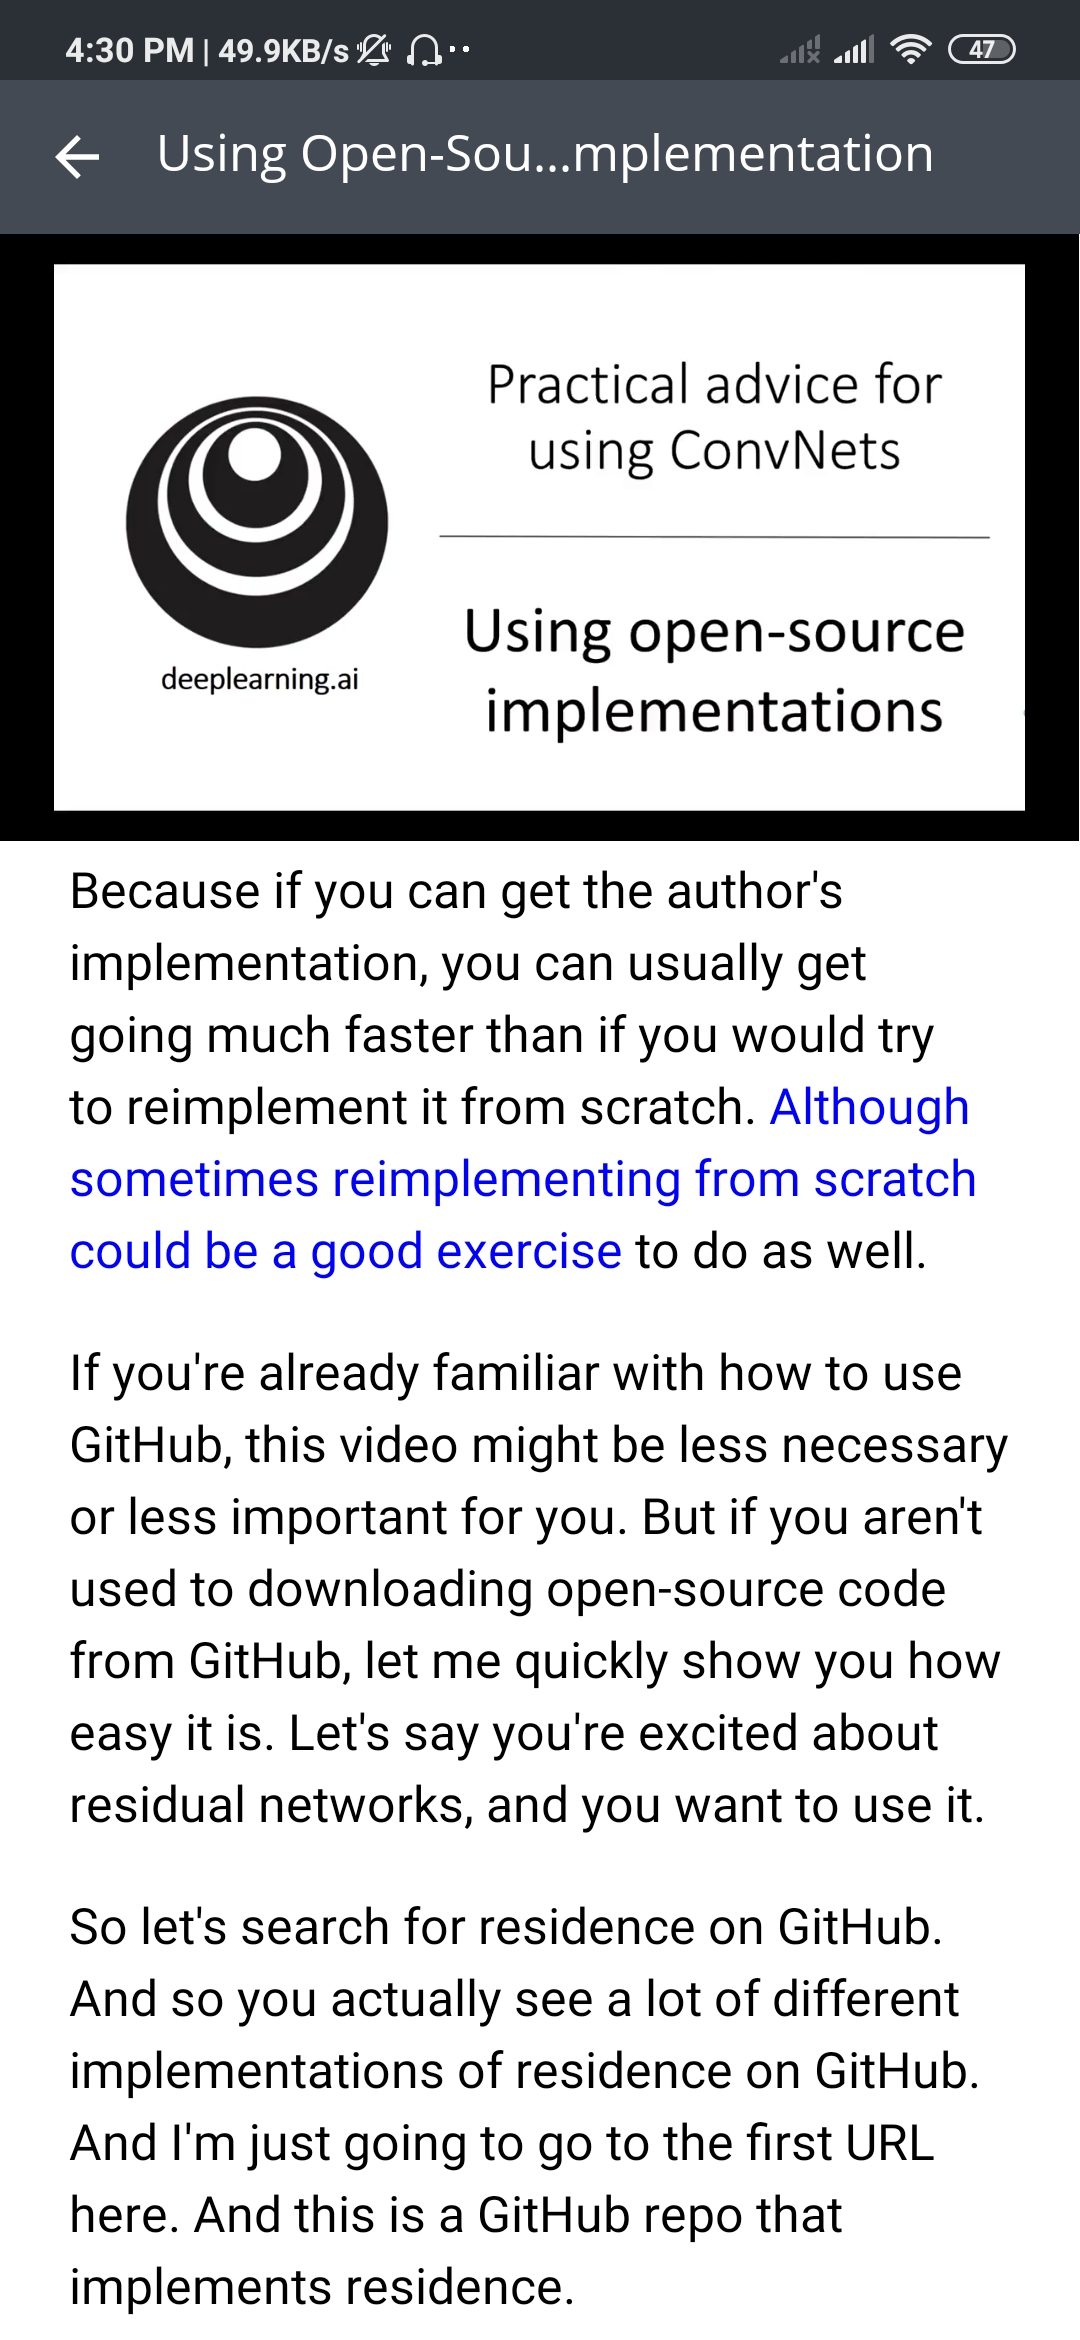 4:30 PM | 49.9KB/s
47
Using Open-Sou...mplementation
Practical advice for
using ConvNets
deeplearning.ai
Using open-source
implementations
Because if you can get the author's
implementation, you can usually get
going much faster than if you would try
to reimplement it from scratch. Although
sometimes reimplementing from scratch
could be a good exercise to do as well.
If you're already familiar with how to use
GitHub, this video might be less necessary
or less important for you. But if you aren't
used to downloading open-source code
from GitHub, let me quickly show you how
easy it is. Let's say you're excited about
residual networks, and you want to use it.
So let's search for residence on GitHub.
And so you actually see a lot of different
implementations of residence on GitHub.
And I'm just going to go to the first URL
here. And this is a GitHub repo that
implements residence.